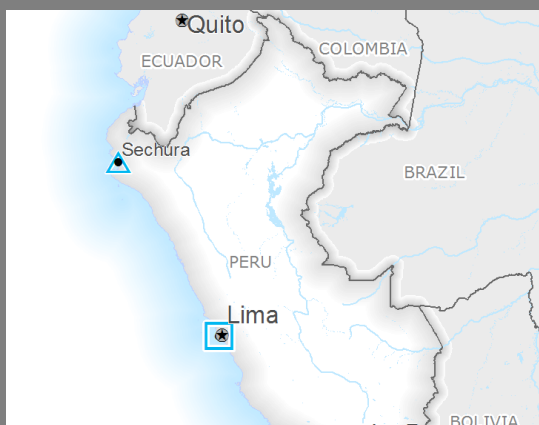 Quito
COLOMBIA
ECUADOR
Sechura
BRAZIL
PERU
Lima
BOLIVIA